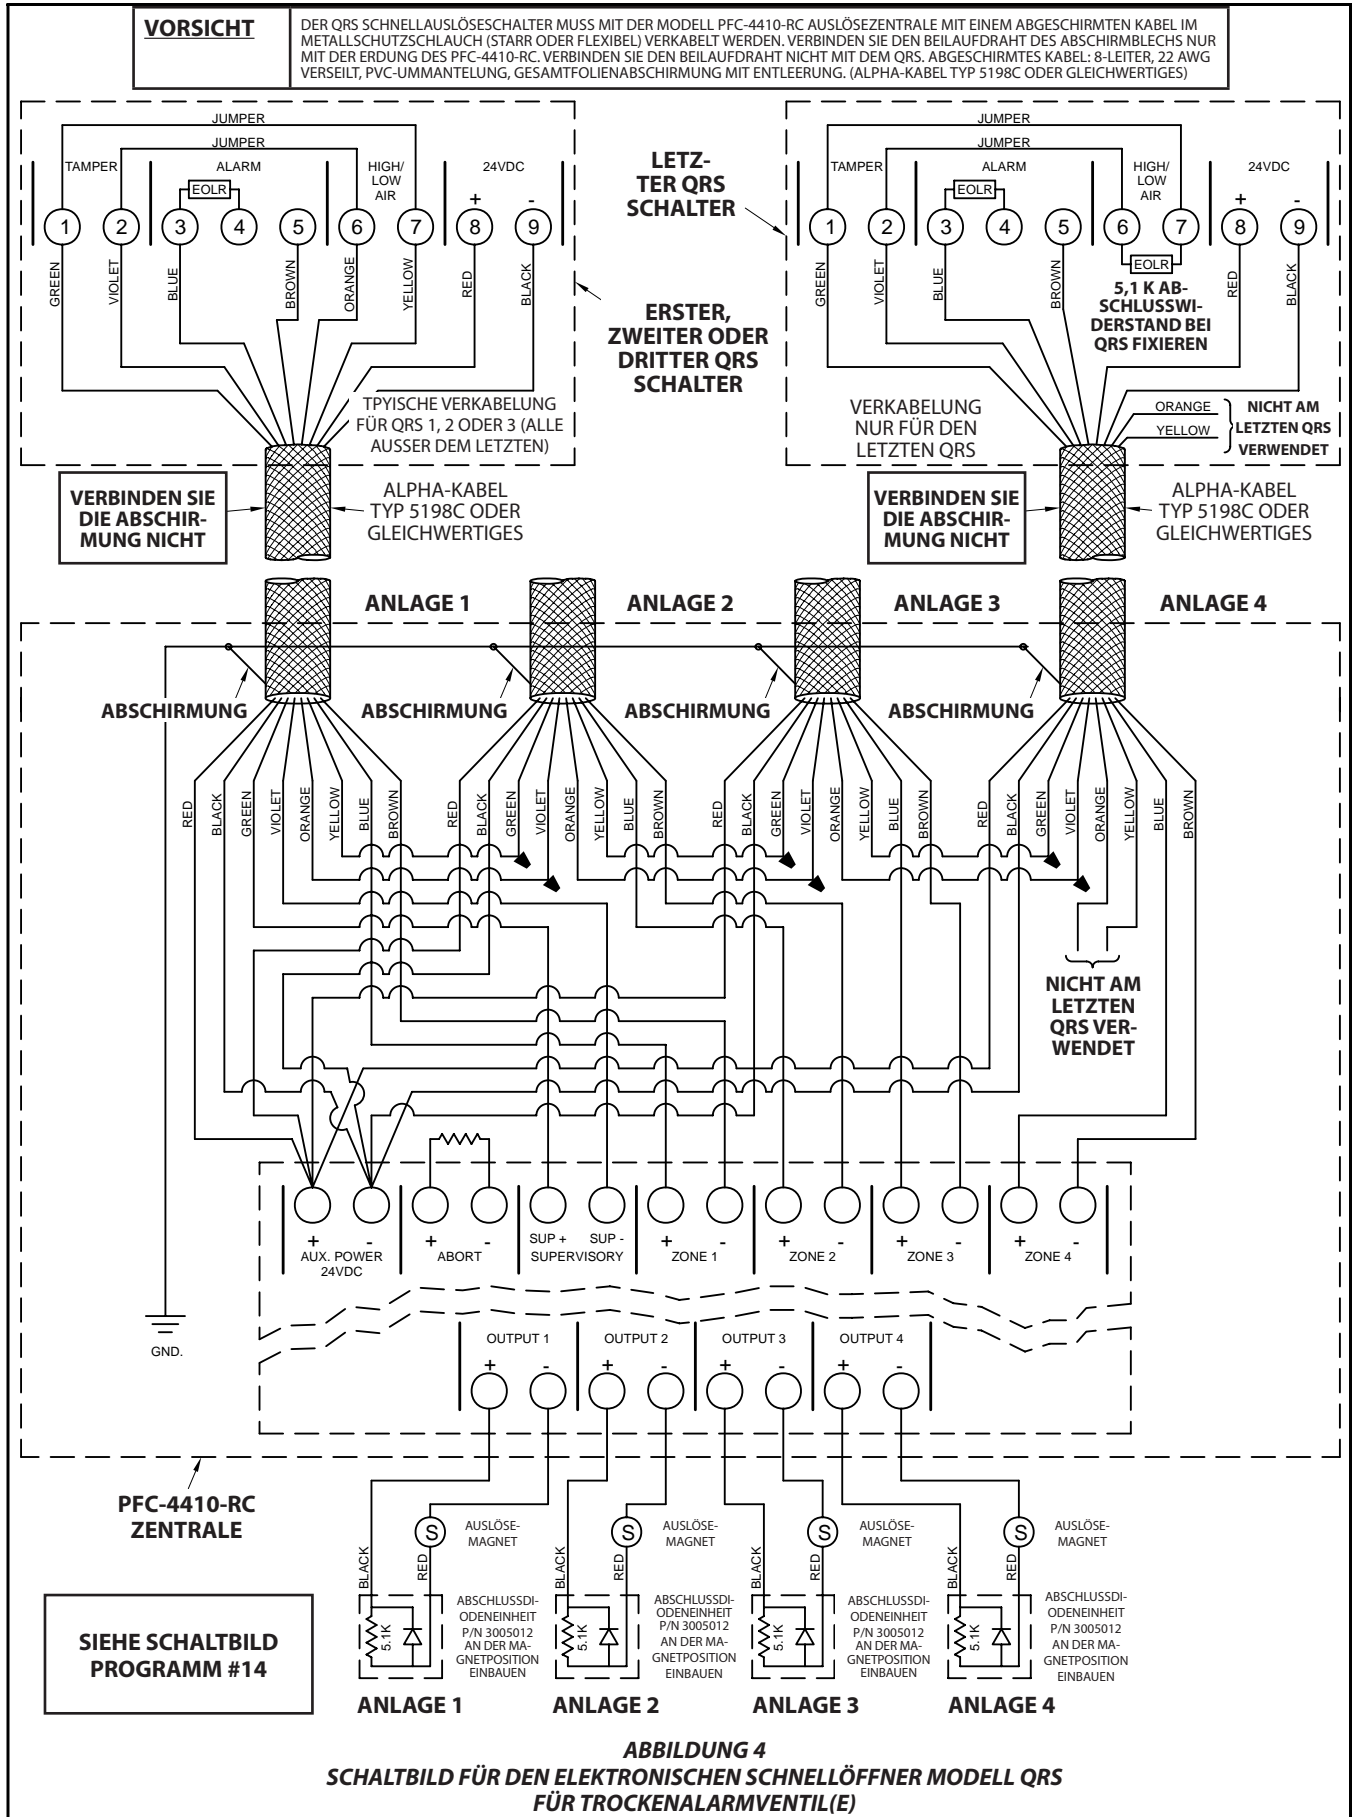 VORSICHT
DER QRS SCHNELLAUSLÖSESCHALTER MUSS MIT DER MODELL PFC-4410-RC AUSLÖSEZENTRALE MIT EINEM ABGESCHIRMTEN KABEL IM
METALLSCHUTZSCHLAUCH (STARR ODER FLEXIBEL) VERKABELT WERDEN. VERBINDEN SIE DEN BEILAUFDRAHT DES ABSCHIRMBLECHS NUR
MIT DER ERDUNG DES PFC-4410-RC. VERBINDEN SIE DEN BEILAUFDRAHT NICHT MIT DEM QRS. ABGESCHIRMTES KABEL: 8-LEITER, 22 AWG
VERSEILT, PVC-UMMANTELUNG, GESAMTFOLIENABSCHIRMUNG MIT ENTLEERUNG. (ALPHA-KABEL TYP 5198C ODER GLEICHWERTIGES)
JUMPER
JUMPER
TAMPER
ALARM
HIGH/
LOW
AIR
24VDC
EOLR
+ -
1 2 3 4 5 6 7 8 9
GREEN
VIOLET
BLUE
BROWN
ORANGE
YELLOW
RED
BLACK
TPYISCHE VERKABELUNG
FÜR QRS 1, 2 ODER 3 (ALLE
AUSSER DEM LETZTEN)
LETZ-
TER QRS
SCHALTER
ERSTER,
ZWEITER ODER
DRITTER QRS
SCHALTER
JUMPER
JUMPER
TAMPER
ALARM
HIGH/
LOW
AIR
24VDC
EOLR
+ -
1 2 3 4 5 6 7 8 9
EOLR
GREEN
VIOLET
BLUE
BROWN
5,1 K AB-
SCHLUSSWI-
DERSTAND BEI
QRS FIXIEREN
RED
BLACK
VERKABELUNG
NUR FÜR DEN
LETZTEN QRS
ORANGE
YELLOW
NICHT AM
LETZTEN QRS
VERWENDET
VERBINDEN SIE
DIE ABSCHIR-
MUNG NICHT
ALPHA-KABEL
TYP 5198C ODER
GLEICHWERTIGES
VERBINDEN SIE
DIE ABSCHIR-
MUNG NICHT
ALPHA-KABEL
TYP 5198C ODER
GLEICHWERTIGES
ANLAGE 1
ANLAGE 2
ANLAGE 3
ANLAGE 4
ABSCHIRMUNG
ABSCHIRMUNG
ABSCHIRMUNG
ABSCHIRMUNG
RED
BLACK
GREEN
VIOLET
ORANGE
YELLOW
BLUE
BROWN
RED
BLACK
GREEN
VIOLET
ORANGE
YELLOW
BLUE
BROWN
RED
BLACK
GREEN
VIOLET
ORANGE
YELLOW
BLUE
BROWN
RED
BLACK
GREEN
VIOLET
ORANGE
YELLOW
BLUE
BROWN
NICHT AM
LETZTEN
QRS VER-
WENDET
+ -
AUX. POWER
24VDC
+ -
ABORT
SUP + SUP -
SUPERVISORY
+ -
ZONE 1
+ -
ZONE 2
+ -
ZONE 3
+ -
ZONE 4
GND.
OUTPUT 1
+ -
OUTPUT 2
+ -
OUTPUT 3
+ -
OUTPUT 4
+ -
PFC-4410-RC
ZENTRALE
BLACK
RED
S
AUSLÖSE-
MAGNET
5.1K
ABSCHLUSSDI-
ODENEINHEIT
P/N 3005012
AN DER MA-
GNETPOSITION
EINBAUEN
BLACK
RED
S
AUSLÖSE-
MAGNET
5.1K
ABSCHLUSSDI-
ODENEINHEIT
P/N 3005012
AN DER MA-
GNETPOSITION
EINBAUEN
BLACK
RED
S
AUSLÖSE-
MAGNET
5.1K
ABSCHLUSSDI-
ODENEINHEIT
P/N 3005012
AN DER MA-
GNETPOSITION
EINBAUEN
BLACK
RED
S
AUSLÖSE-
MAGNET
5.1K
ABSCHLUSSDI-
ODENEINHEIT
P/N 3005012
AN DER MA-
GNETPOSITION
EINBAUEN
SIEHE SCHALTBILD
PROGRAMM #14
ANLAGE 1
ANLAGE 2
ANLAGE 3
ANLAGE 4
ABBILDUNG 4
SCHALTBILD FÜR DEN ELEKTRONISCHEN SCHNELLÖFFNER MODELL QRS
FÜR TROCKENALARMVENTIL(E)